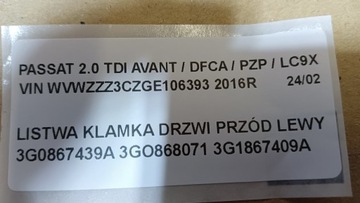 PASSAT 2.0 TDI AVANT / DFCA / PZP / LC9X
VIN WVWZZZ3CZGE106393 2016R 24/02
LISTWA KLAMKA DRZWI PRZÓD LEWY
3G0867439A 3GO868071 3G1867409A